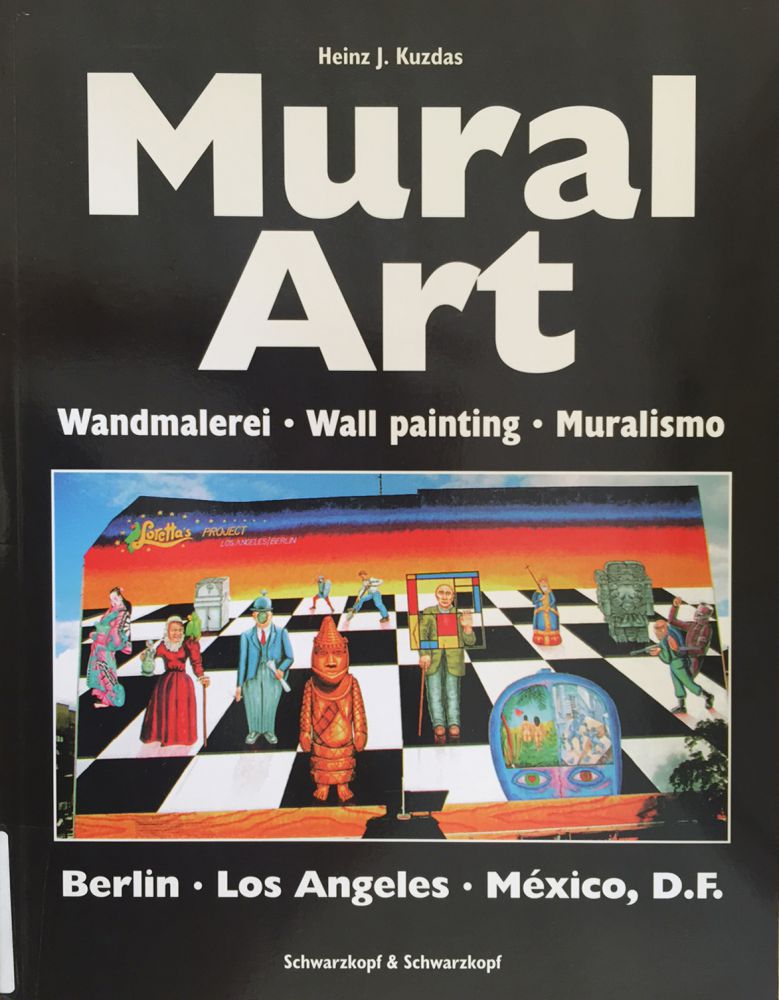 Heinz J. Kuzdas
Mural
Art
Wandmalerei • Wall painting • Muralismo
Loretta's PROJECT
LOS ANGELES/BERLIN
Berlin • Los Angeles • México, D.F.
Schwarzkopf & Schwarzkopf